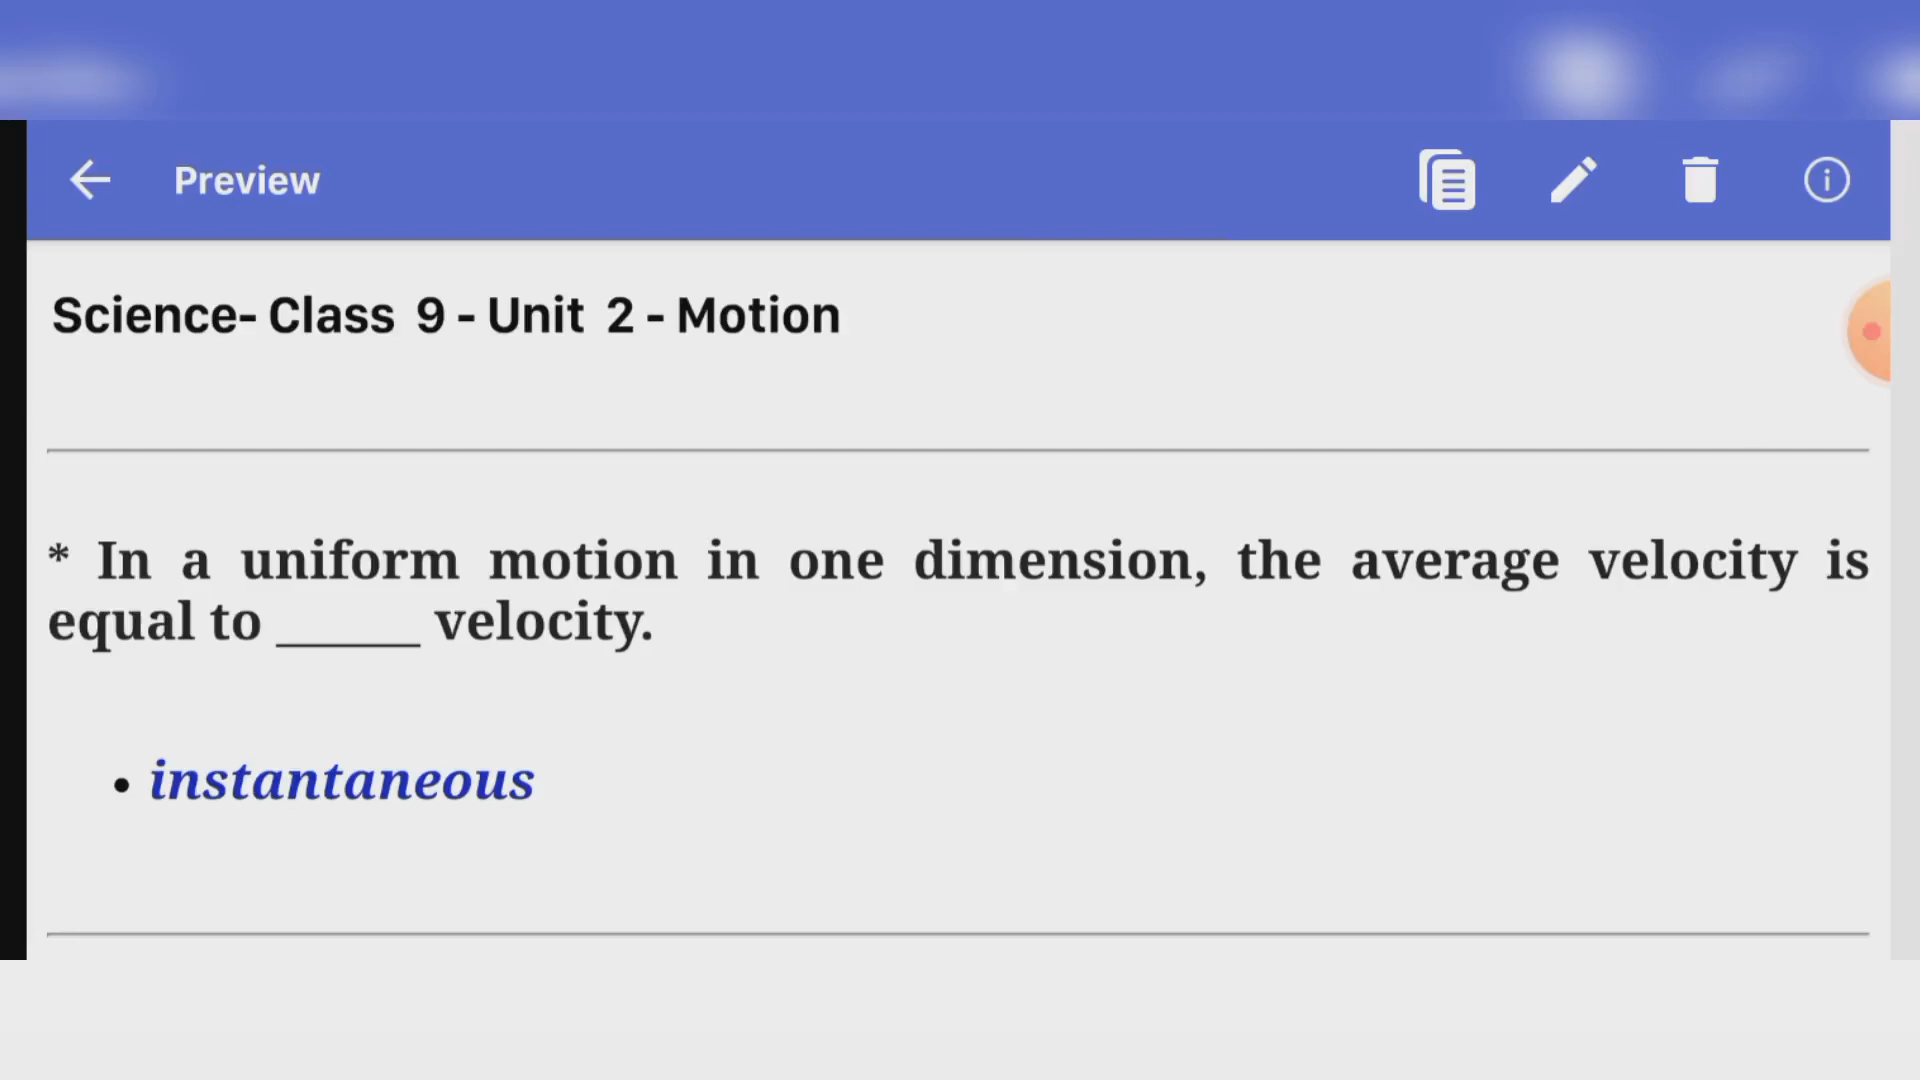 Preview
Science- Class 9 - Unit 2 - Motion
* In a uniform motion in one dimension, the average velocity is
equal to ______ velocity.
• instantaneous